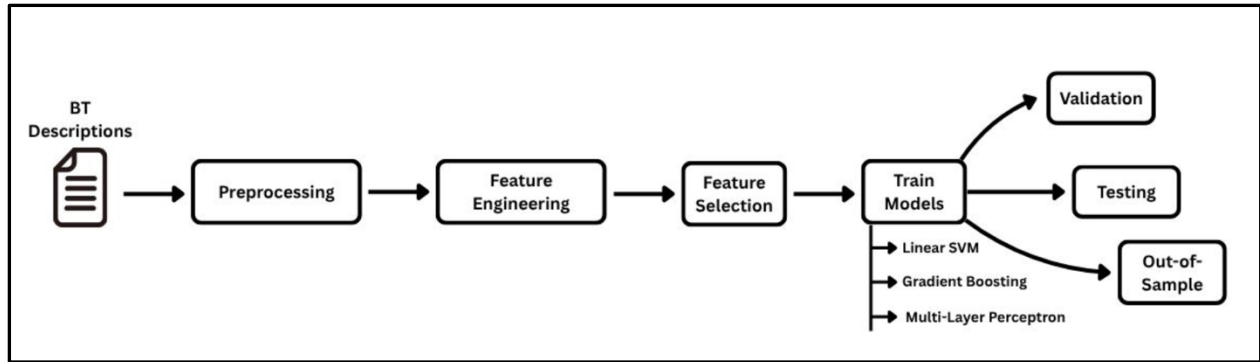 BT
Descriptions
Preprocessing
Feature
Engineering
Feature
Selection
Train
Models
Linear SVM
Gradient Boosting
Multi-Layer Perceptron
Validation
Testing
Out-of-
Sample